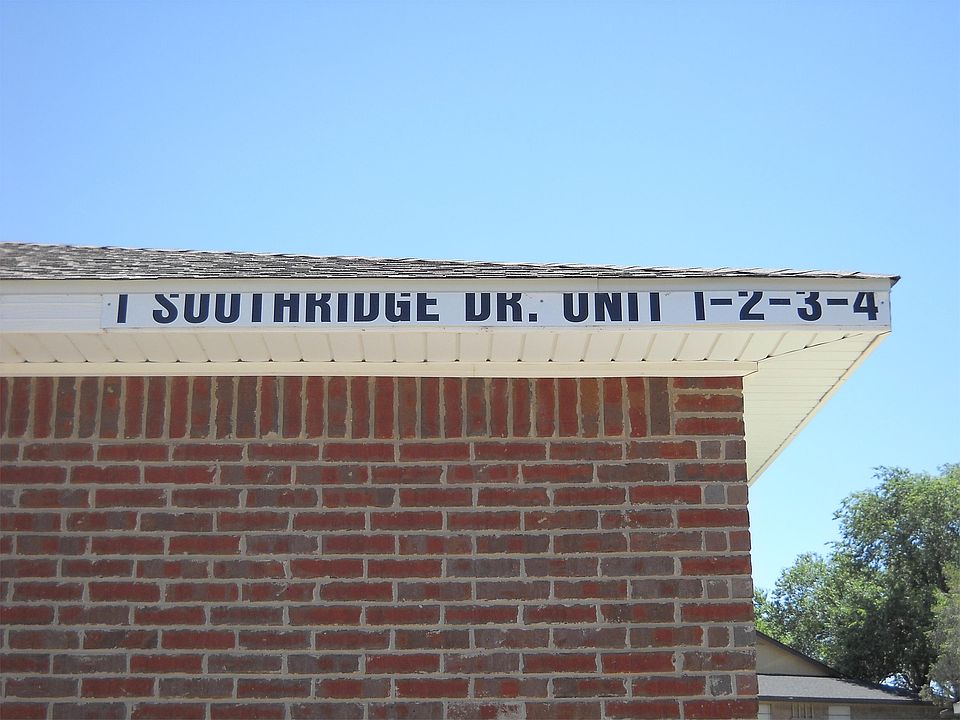 1 SOUTHRIDGE DR. UNIT 1-2-3-4